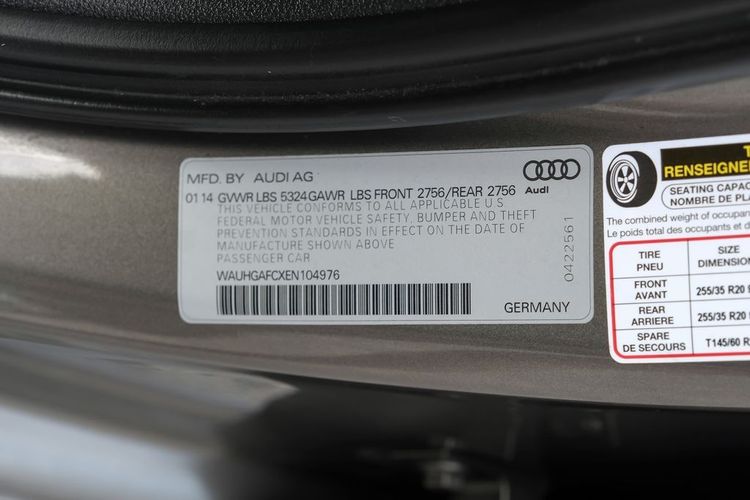 MFD. BY AUDI AG
Audi
01 14 GVWR LBS 5324 GAWR LBS FRONT 2756/REAR 2756
THIS VEHICLE CONFORMS TO ALL APPLICABLE U S
FEDERAL MOTOR VEHICLE SAFETY, BUMPER AND THEFT
PREVENTION STANDARDS IN EFFECT ON THE DATE OF
MANUFACTURE SHOWN ABOVE
PASSENGER CAR
WAUHGAFCXEN104976
GERMANY
0422561
RENSEIGNE
SEATING CAPAC
NOMBRE DE PLA
The combined weight of occupa
Le poids total des occupants et d
TIRE
PNEU
SIZE
DIMENSION
FRONT
AVANT
255/35 R20
REAR
ARRIERE
255/35 R20
SPARE
DE SECOURS
T145/60 R